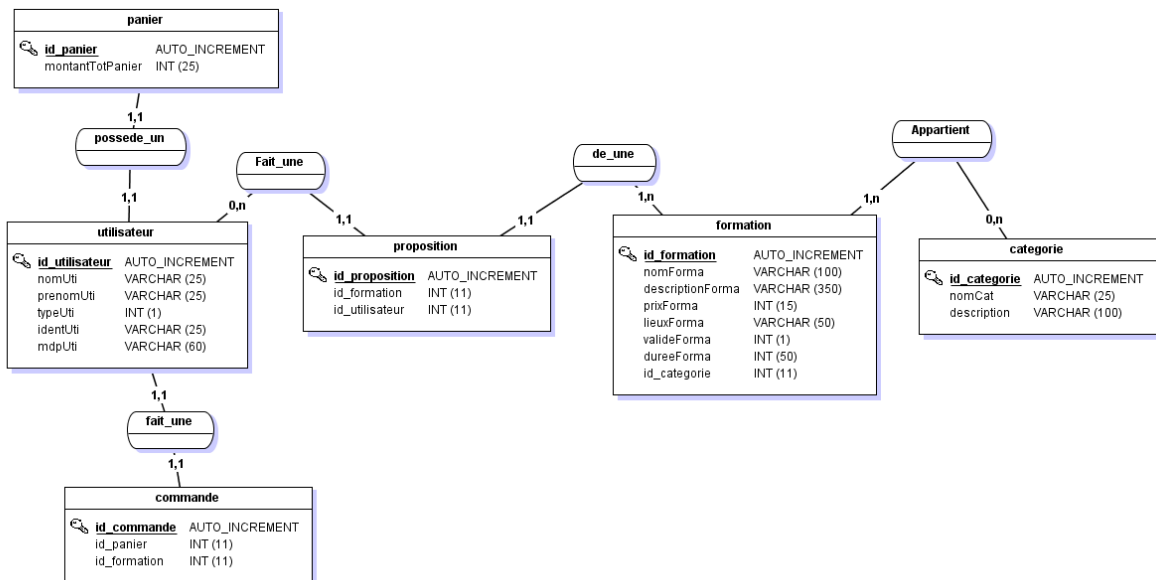 panier
id_panier AUTO_INCREMENT
montantTotPanier INT (25)
1,1
possede_un
1,1
utilisateur
id_utilisateur AUTO_INCREMENT
nomUti VARCHAR (25)
prenomUti VARCHAR (25)
typeUti INT (1)
identUti VARCHAR (25)
mdpUti VARCHAR (60)
1,1
fait_une
1,1
commande
id_commande AUTO_INCREMENT
id_panier INT (11)
id_formation INT (11)
Fait_une
0,n
1,1
proposition
id_proposition AUTO_INCREMENT
id_formation INT (11)
id_utilisateur INT (11)
de_une
1,1
1,n
formation
id_formation AUTO_INCREMENT
nomForma VARCHAR (100)
descriptionForma VARCHAR (350)
prixForma INT (15)
lieuxForma VARCHAR (50)
valideForma INT (1)
dureeForma INT (50)
id_categorie INT (11)
Appartient
1,n
0,n
categorie
id_categorie AUTO_INCREMENT
nomCat VARCHAR (25)
description VARCHAR (100)